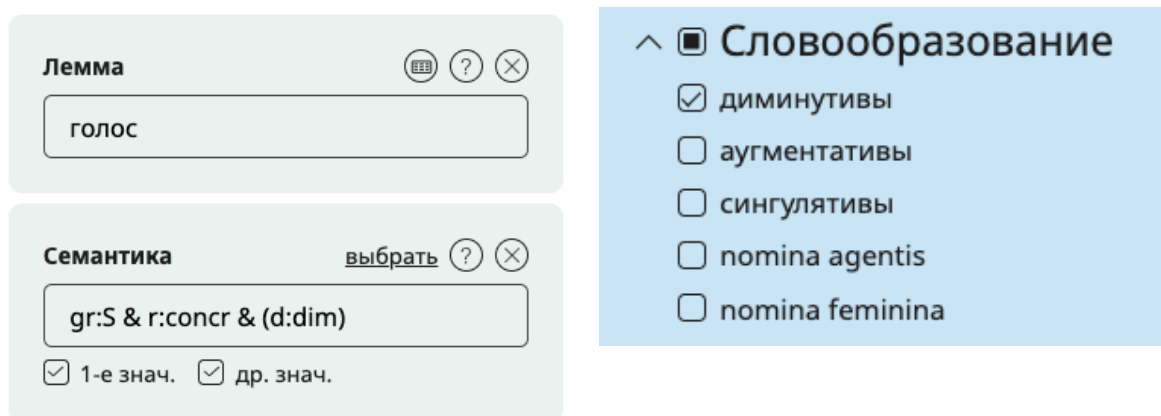 Лемма
?
голос
Семантика
выбрать ?
gr:S & r:concr & (d:dim)
1-е знач.
др. знач.
Словообразование
диминутивы
аугментативы
сингулятивы
nomina agentis
nomina feminina